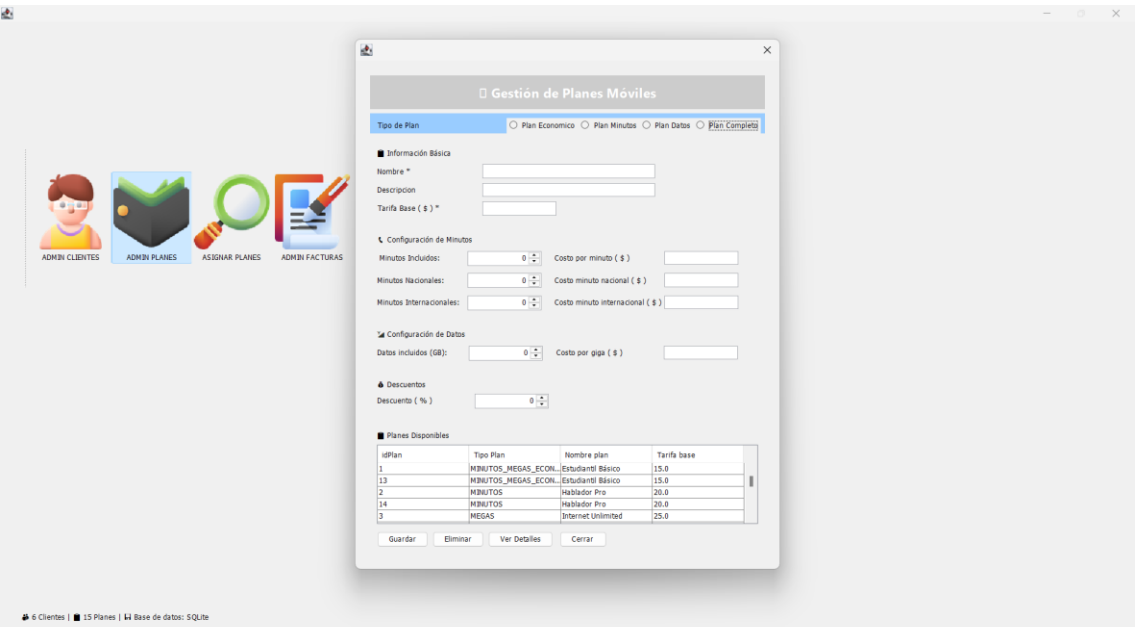 Gestión de Planes Móviles
Tipo de Plan Plan Economico Plan Minutos Plan Datos Plan Completo
Información Básica
Nombre *
Descripcion
Tarifa Base ( $ ) *
Configuración de Minutos
Minutos Incluidos: 0 Costo por minuto ( $ )
Minutos Nacionales: 0 Costo minuto nacional ( $ )
Minutos Internacionales: 0 Costo minuto internacional ( $ )
Configuración de Datos
Datos incluidos (GB): 0 Costo por giga ( $ )
Descuentos
Descuento ( % ) 0
Planes Disponibles
idPlan Tipo Plan Nombre plan Tarifa base
1 MINUTOS_MEGAS_ECON... Estudiantil Básico 15.0
13 MINUTOS_MEGAS_ECON... Estudiantil Básico 15.0
2 MINUTOS Hablador Pro 20.0
14 MINUTOS Hablador Pro 20.0
3 MEGAS Internet Unlimited 25.0
Guardar Eliminar Ver Detalles Cerrar
ADMIN CLIENTES ADMIN PLANES ASIGNAR PLANES ADMIN FACTURAS
6 Clientes | 15 Planes | Base de datos: SQLite